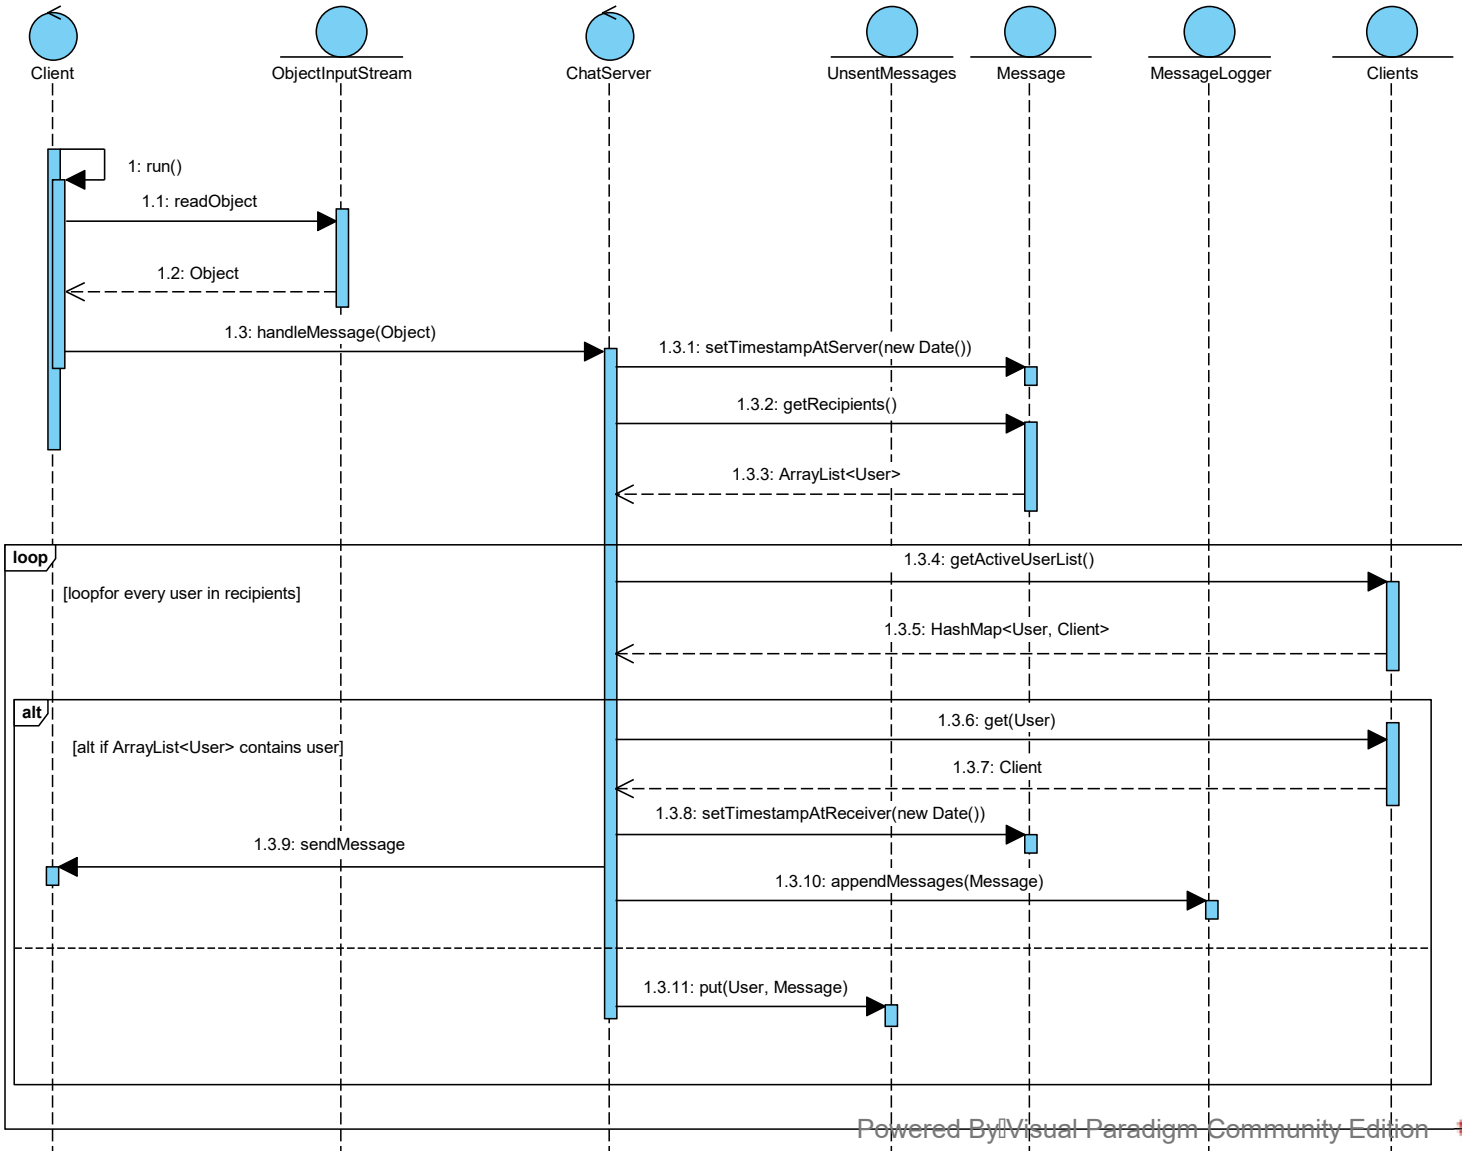 Client
ObjectInputStream
ChatServer
UnsentMessages
Message
MessageLogger
Clients
1: run()
1.1: readObject
1.2: Object
1.3: handleMessage(Object)
1.3.1: setTimestampAtServer(new Date())
1.3.2: getRecipients()
1.3.3: ArrayList<User>
loop
1.3.4: getActiveUserList()
[loopfor every user in recipients]
1.3.5: HashMap<User, Client>
alt
1.3.6: get(User)
[alt if ArrayList<User> contains user]
1.3.7: Client
1.3.8: setTimestampAtReceiver(new Date())
1.3.9: sendMessage
1.3.10: appendMessages(Message)
1.3.11: put(User, Message)
Powered By Visual Paradigm Community Edition